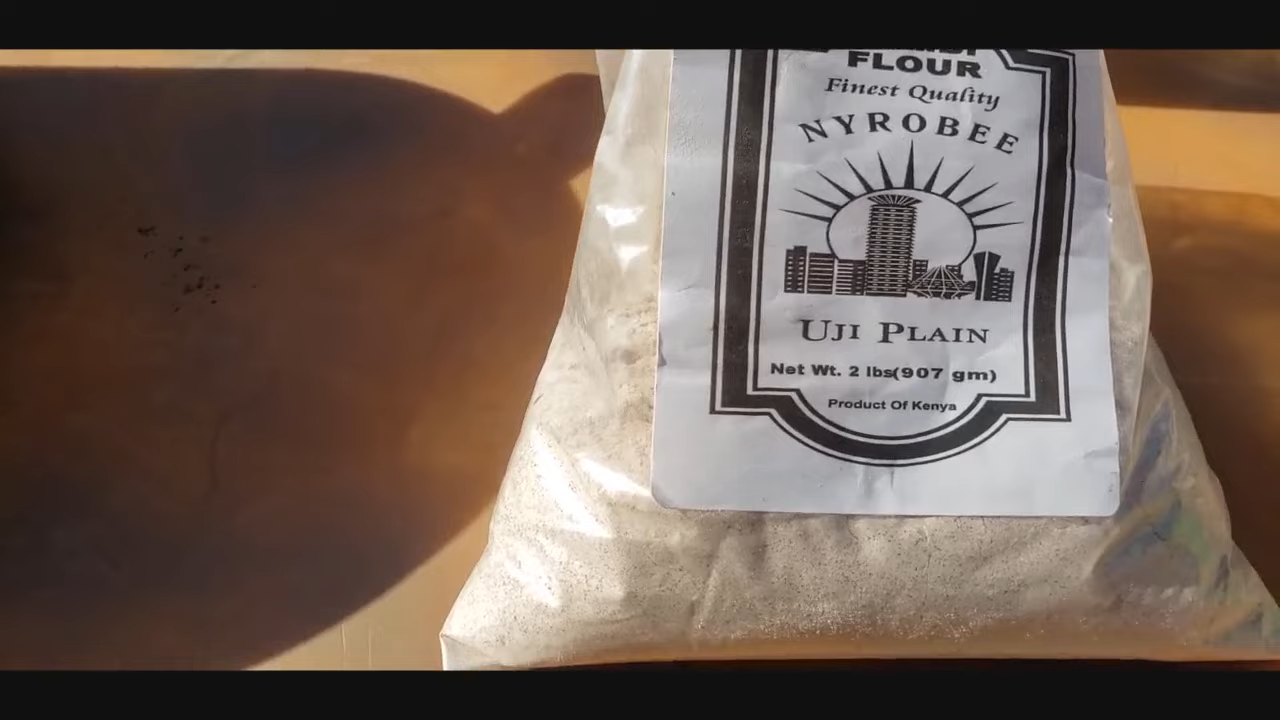 FLOUR
Finest Quality
NYROBEE
UJI PLAIN
Net Wt. 2 lbs(907 gm)
Product Of Kenya